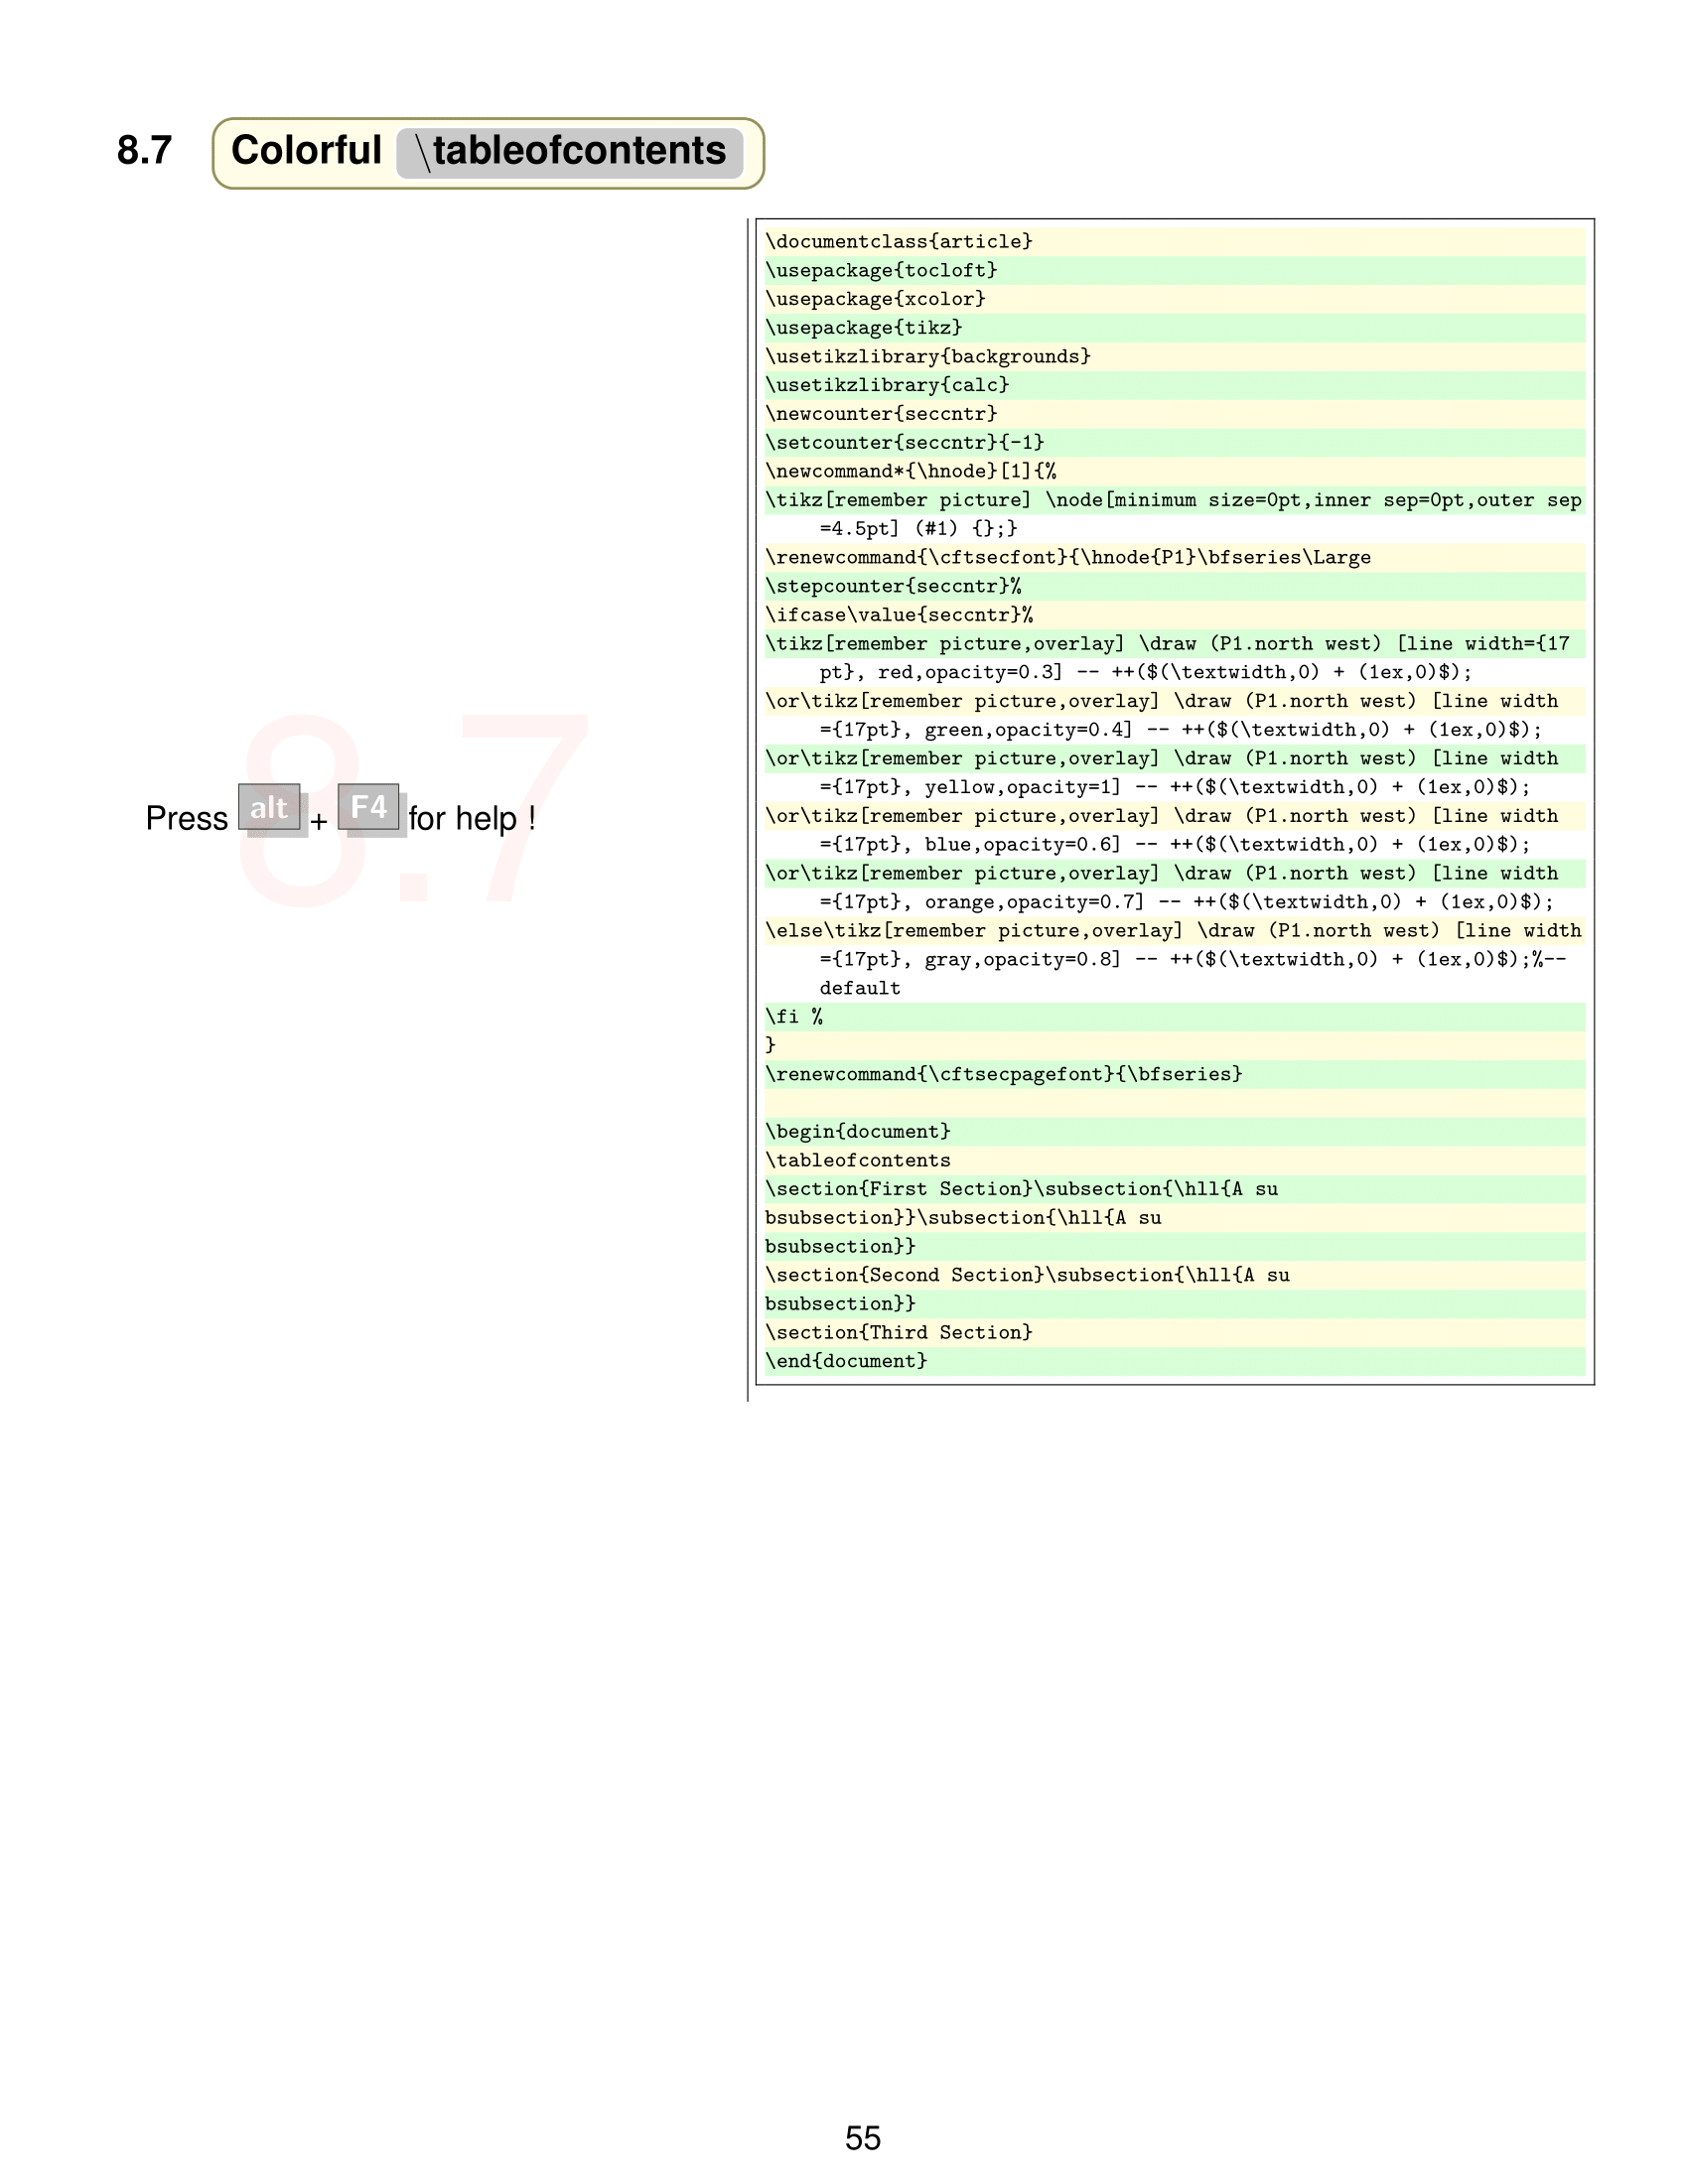 8.7 Colorful \tableofcontents
8.7
Press alt + F4 for help !
\documentclass{article}
\usepackage{tocloft}
\usepackage{xcolor}
\usepackage{tikz}
\usetikzlibrary{backgrounds}
\usetikzlibrary{calc}
\newcounter{seccntr}
\setcounter{seccntr}{-1}
\newcommand*{\hnode}[1]{%
\tikz[remember picture] \node[minimum size=0pt,inner sep=0pt,outer sep
=4.5pt] (#1) {};}
\renewcommand{\cftsecfont}{\hnode{P1}\bfseries\Large
\stepcounter{seccntr}%
\ifcase\value{seccntr}%
\tikz[remember picture,overlay] \draw (P1.north west) [line width={17
pt}, red,opacity=0.3] -- ++($(\textwidth,0) + (1ex,0)$);
\or\tikz[remember picture,overlay] \draw (P1.north west) [line width
={17pt}, green,opacity=0.4] -- ++($(\textwidth,0) + (1ex,0)$);
\or\tikz[remember picture,overlay] \draw (P1.north west) [line width
={17pt}, yellow,opacity=1] -- ++($(\textwidth,0) + (1ex,0)$);
\or\tikz[remember picture,overlay] \draw (P1.north west) [line width
={17pt}, blue,opacity=0.6] -- ++($(\textwidth,0) + (1ex,0)$);
\or\tikz[remember picture,overlay] \draw (P1.north west) [line width
={17pt}, orange,opacity=0.7] -- ++($(\textwidth,0) + (1ex,0)$);
\else\tikz[remember picture,overlay] \draw (P1.north west) [line width
={17pt}, gray,opacity=0.8] -- ++($(\textwidth,0) + (1ex,0)$);%--
default
\fi %
}
\renewcommand{\cftsecpagefont}{\bfseries}
\begin{document}
\tableofcontents
\section{First Section}\subsection{\hll{A su
bsubsection}}\subsection{\hll{A su
bsubsection}}
\section{Second Section}\subsection{\hll{A su
bsubsection}}
\section{Third Section}
\end{document}
55